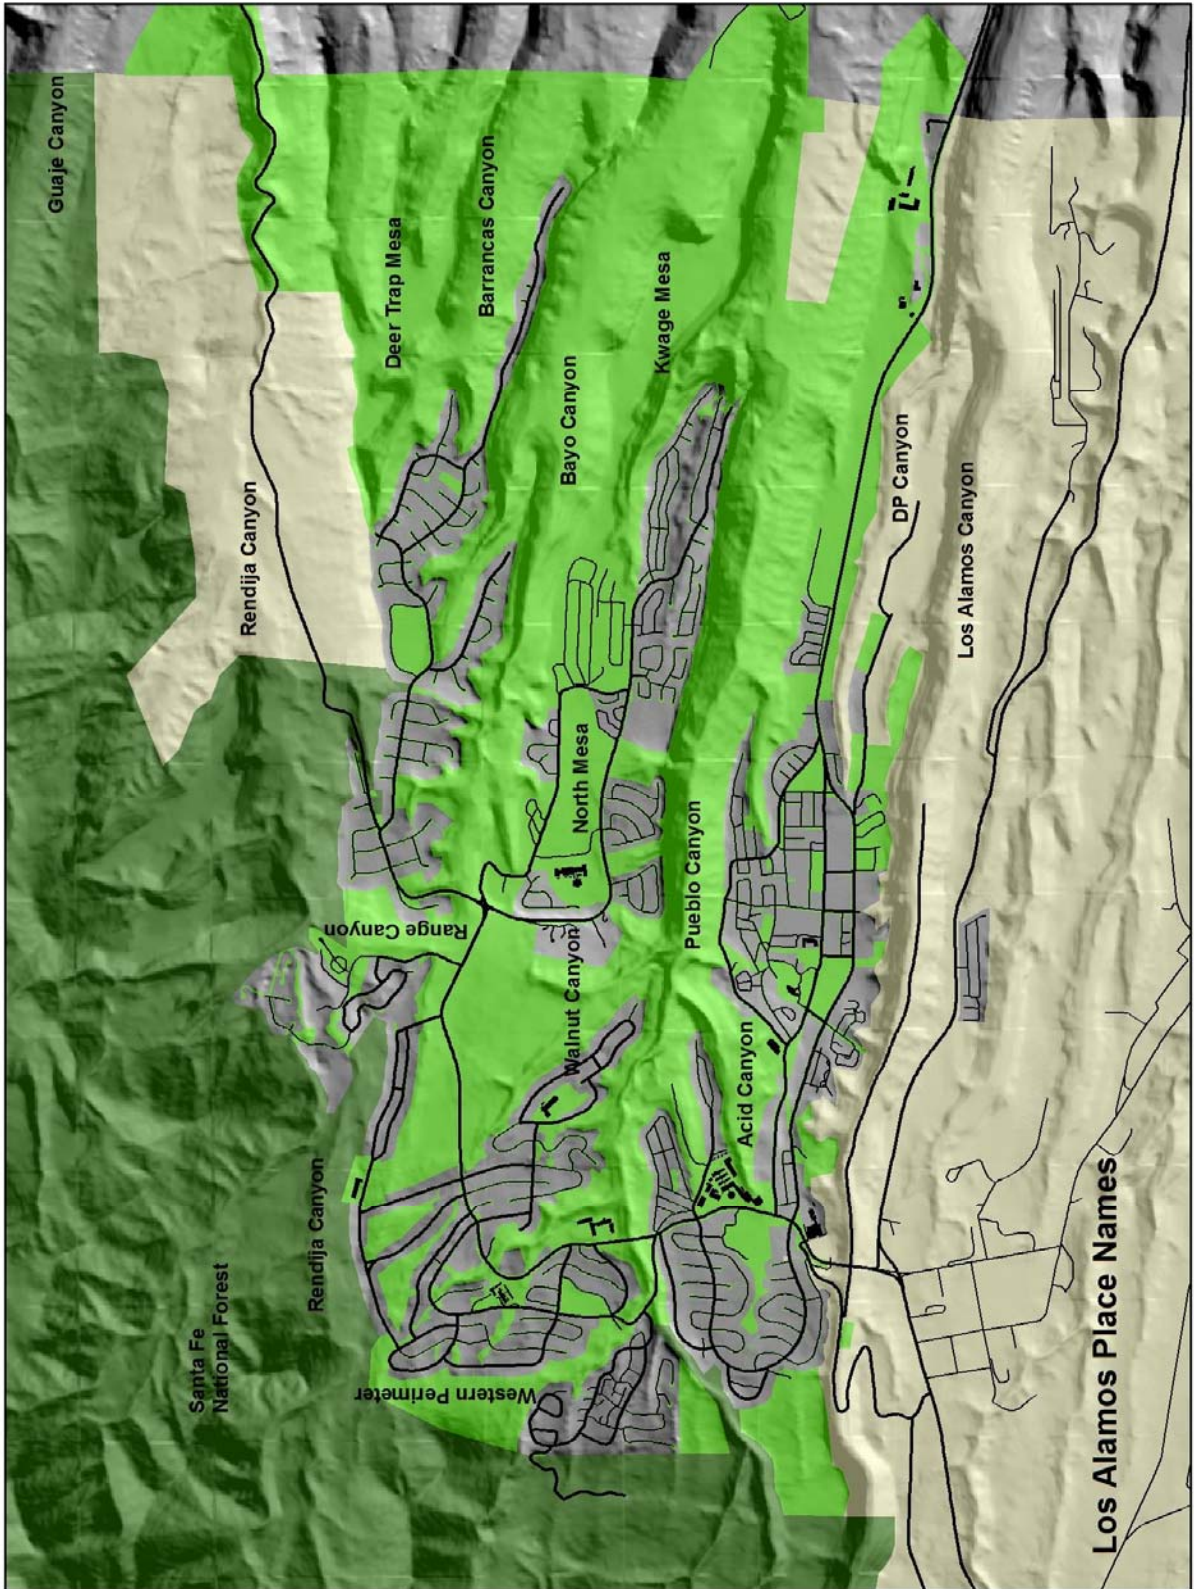 Guaje Canyon
Rendija Canyon
Deer Trap Mesa
Barrancas Canyon
Bayo Canyon
Kwage Mesa
DP Canyon
Los Alamos Canyon
North Mesa
Pueblo Canyon
Range Canyon
Walnut Canyon
Acid Canyon
Rendija Canyon
Santa Fe
National Forest
Western Perimeter
Los Alamos Place Names